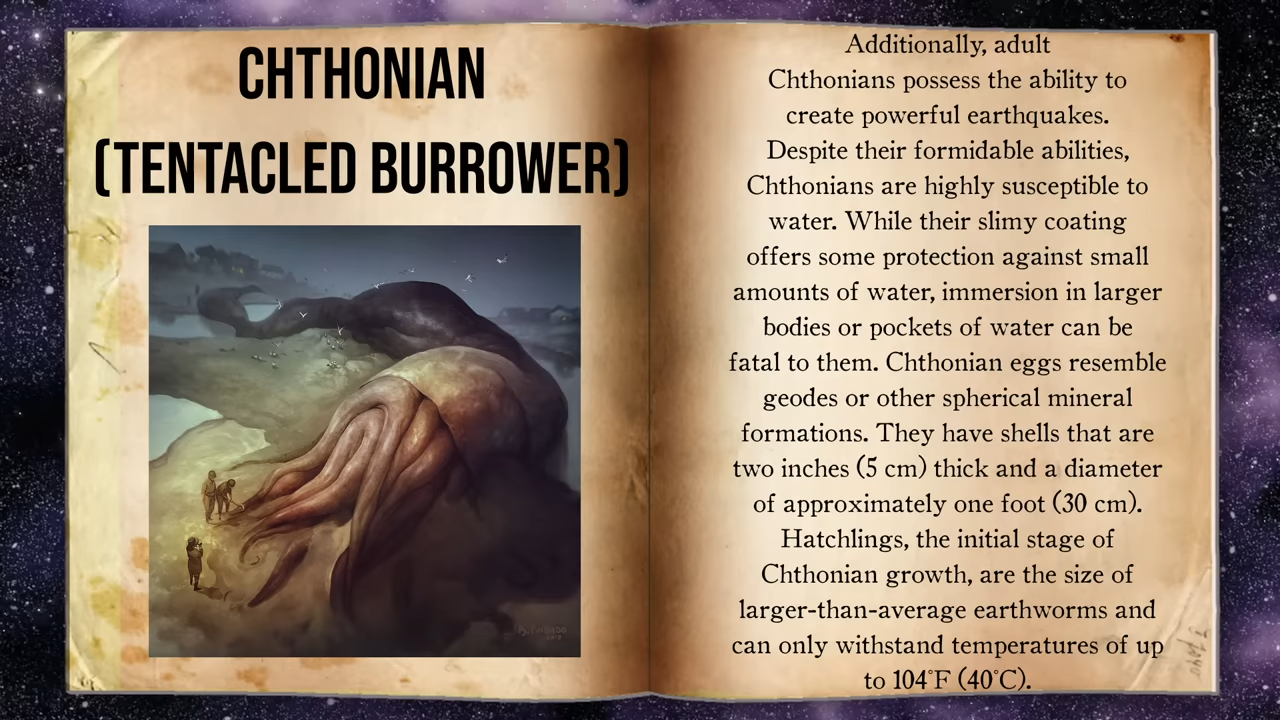 CHTHONIAN
(TENTACLED BURROWER)
Additionally, adult
Chthonians possess the ability to
create powerful earthquakes.
Despite their formidable abilities,
Chthonians are highly susceptible to
water. While their slimy coating
offers some protection against small
amounts of water, immersion in larger
bodies or pockets of water can be
fatal to them. Chthonian eggs resemble
geodes or other spherical mineral
formations. They have shells that are
two inches (5 cm) thick and a diameter
of approximately one foot (30 cm).
Hatchlings, the initial stage of
Chthonian growth, are the size of
larger-than-average earthworms and
can only withstand temperatures of up
to 104°F (40°C).